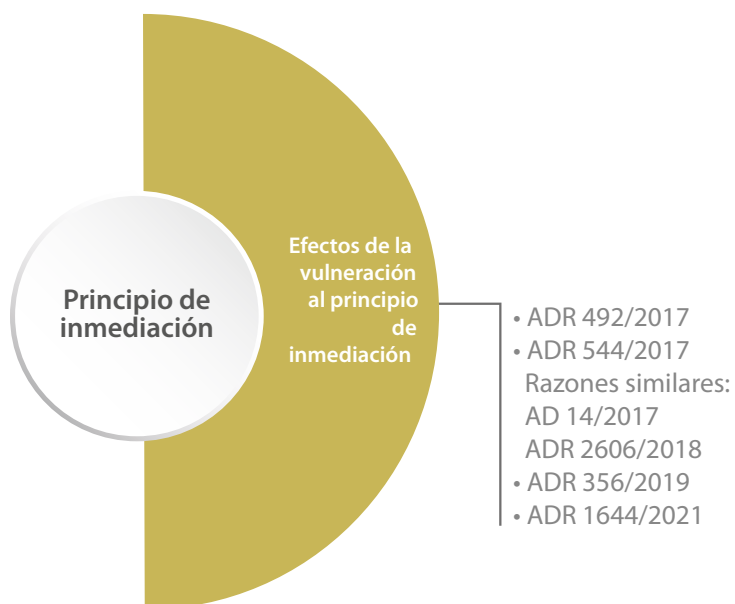 Principio de
inmediación
Efectos de la
vulneración
al principio
de
inmediación
• ADR 492/2017
• ADR 544/2017
Razones similares:
AD 14/2017
ADR 2606/2018
• ADR 356/2019
• ADR 1644/2021